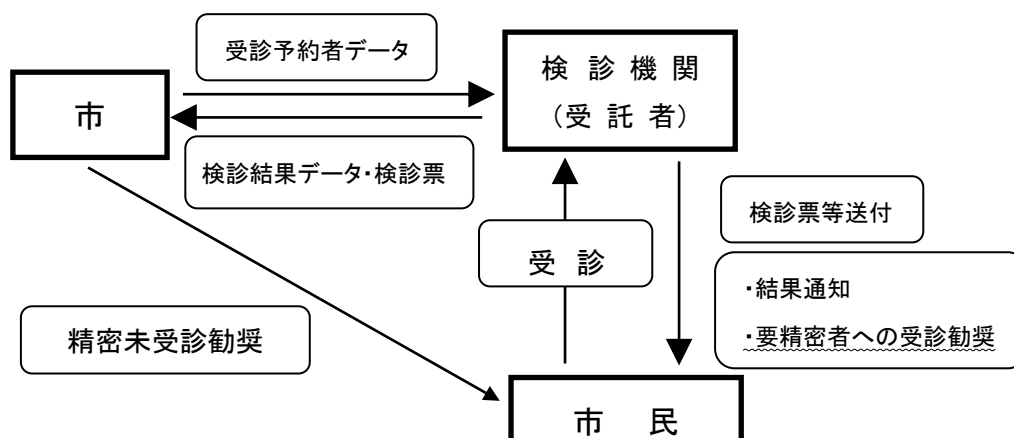 受診予約者データ
検 診 機 関
（受 託 者）
市
検診結果データ・検診票
検診票等送付
受 診
・結果通知
・要精密者への受診勧奨
精密未受診勧奨
市 民